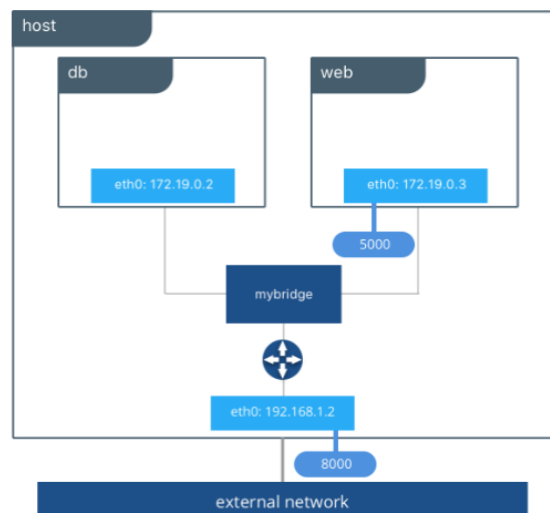 host
db
web
eth0: 172.19.0.2
eth0: 172.19.0.3
5000
mybridge
eth0: 192.168.1.2
8000
external network